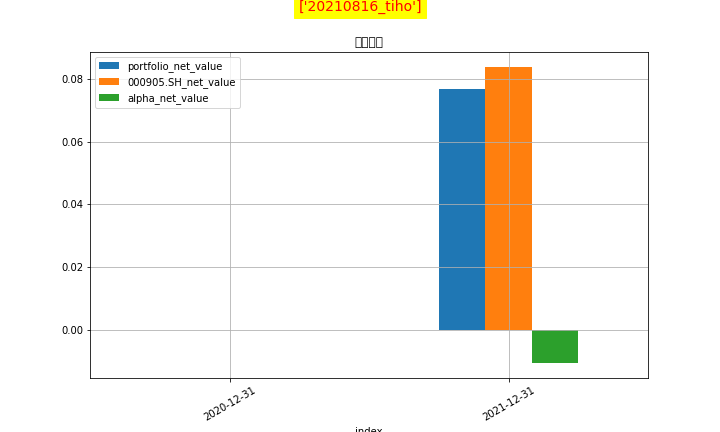 ['20210816_tiho']
portfolio_net_value
000905.SH_net_value
alpha_net_value
0.08
0.06
0.04
0.02
0.00
2020-12-31
2021-12-31
index